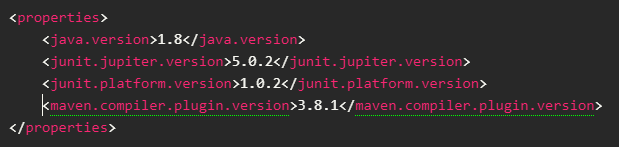 <properties>
    <java.version>1.8</java.version>
    <junit.jupiter.version>5.0.2</junit.jupiter.version>
    <junit.platform.version>1.0.2</junit.platform.version>
    <maven.compiler.plugin.version>3.8.1</maven.compiler.plugin.version>
</properties>